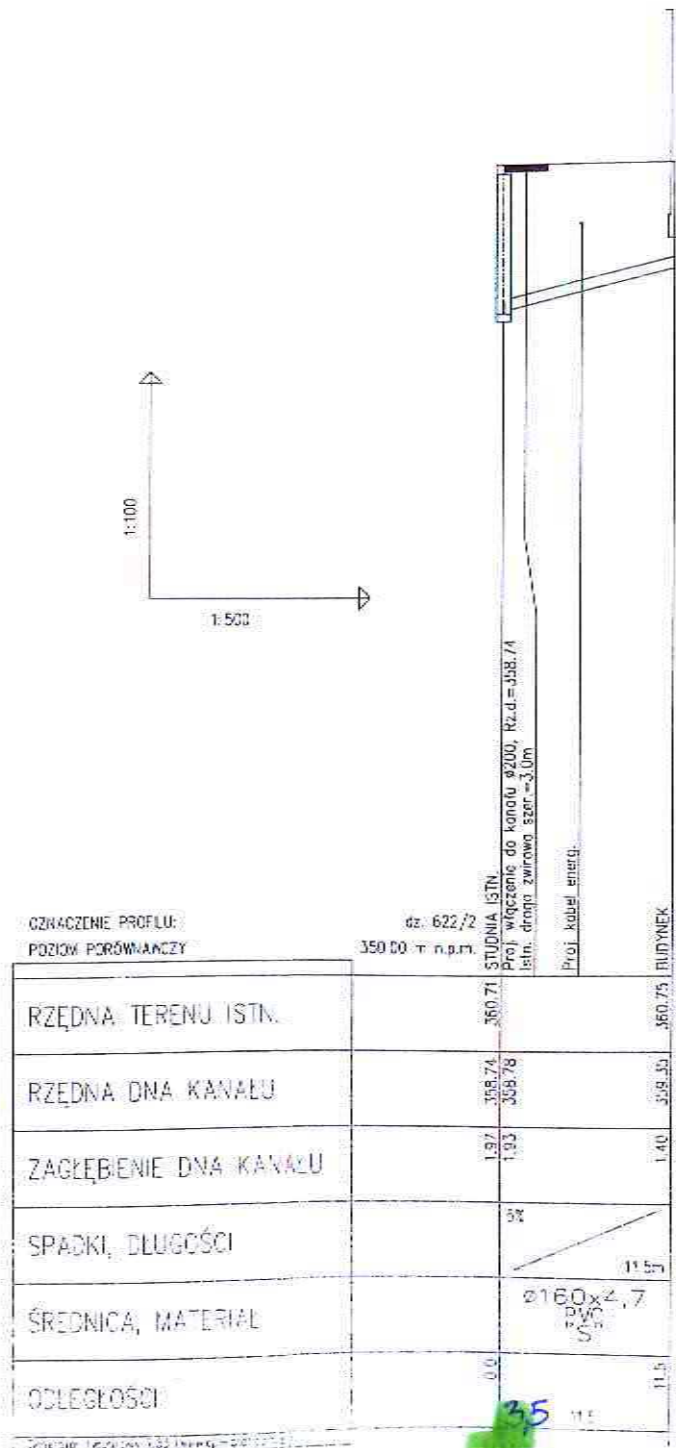 1:100
1:500
STUDNIA ISTN.
Proj. włączenie do kanału ø200, Rz.d.=358.74
Istn. droga zwirowa szer.=3.0m
Proj. kabel energ.
BUDYNEK
OZNACZENIE PROFILU: dz. 622/2
POZIOM PORÓWNAWCZY 350.00 m n.p.m.
RZĘDNA TERENU ISTN. 360.71 360.75
RZĘDNA DNA KANAŁU 358.74 358.78 359.35
ZAGŁĘBIENIE DNA KANAŁU 1.97 1.93 1.40
SPADKI, DŁUGOŚCI 5% 11.5m
ŚREDNICA, MATERIAŁ ø160x4,7
PVC
"S"
ODLEGŁOŚCI 0.0 11.5 11.5
3,5